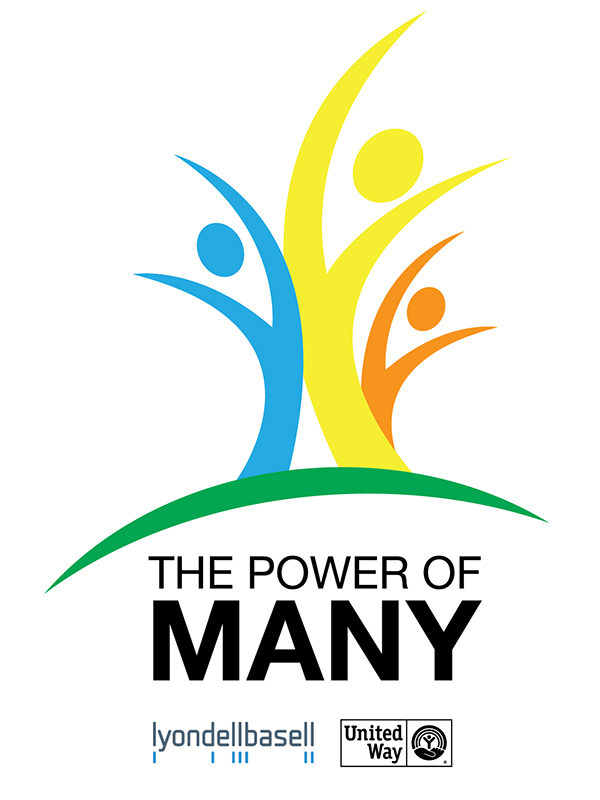 THE POWER OF
MANY
lyondellbasell
United
Way
®